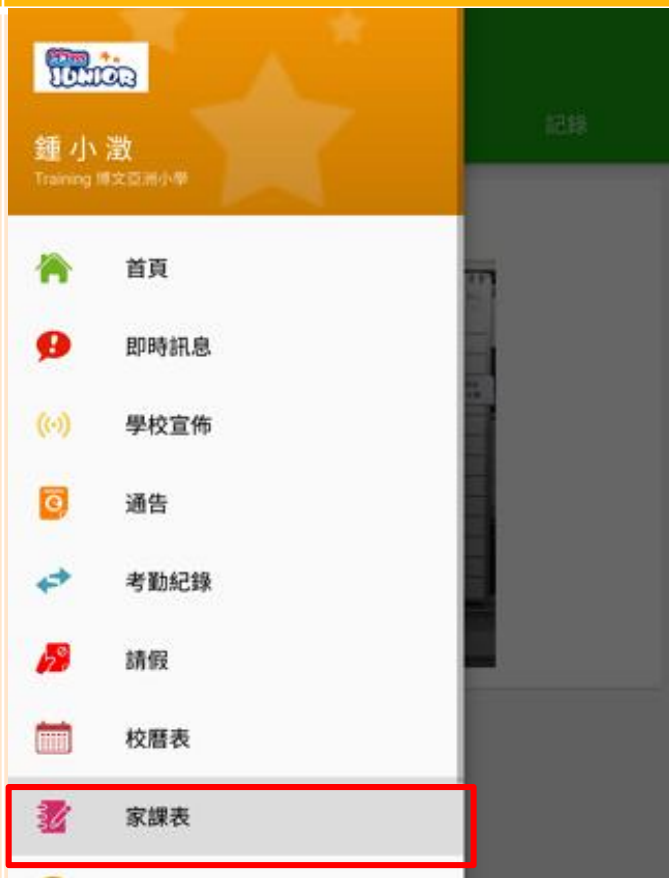 JUNIOR
鍾小澂
Training 博文亞洲小學
記錄
首頁
即時訊息
學校宣佈
通告
考勤紀錄
請假
校曆表
家課表